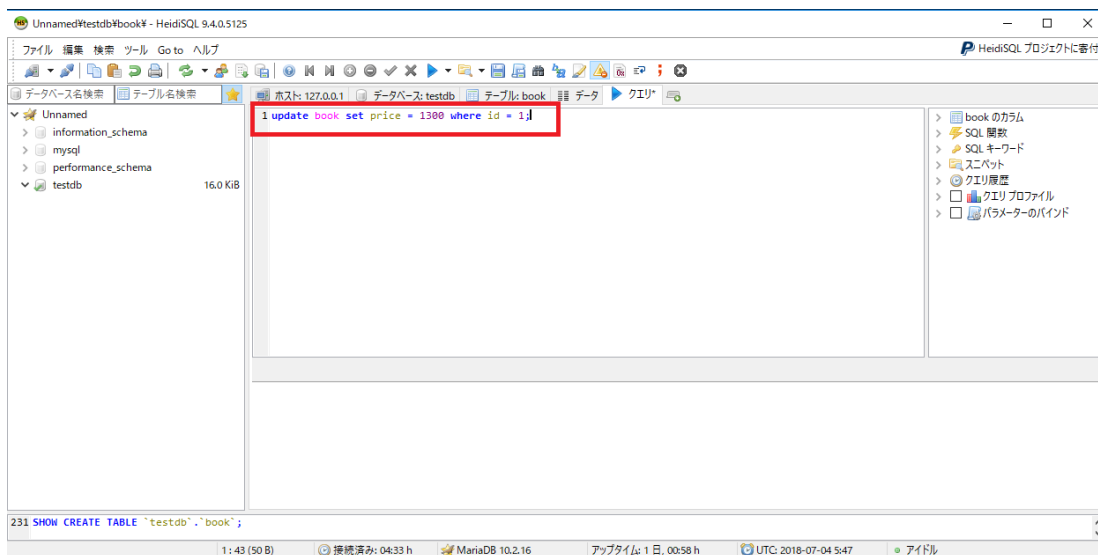 Unnamed¥testdb¥book¥ - HeidiSQL 9.4.0.5125
ファイル 編集 検索 ツール Go to ヘルプ
HeidiSQL プロジェクトに寄付
データベース名検索 テーブル名検索
ホスト: 127.0.0.1 データベース: testdb テーブル: book データ クエリ*
Unnamed
information_schema
mysql
performance_schema
testdb 16.0 KiB
1 update book set price = 1300 where id = 1;
book のカラム
SQL 関数
SQL キーワード
スニペット
クエリ履歴
クエリ プロファイル
パラメーターのバインド
231 SHOW CREATE TABLE `testdb`.`book`;
1 : 43 (50 B) 接続済み: 04:33 h MariaDB 10.2.16 アップタイム: 1 日, 00:58 h UTC: 2018-07-04 5:47 アイドル